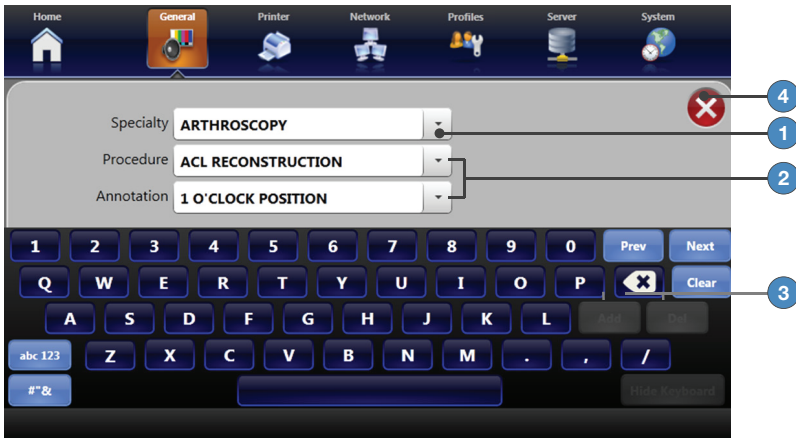 Home General Printer Network Profiles Server System
4
Specialty ARTHROSCOPY
1
Procedure ACL RECONSTRUCTION
2
Annotation 1 O'CLOCK POSITION
1 2 3 4 5 6 7 8 9 0 Prev Next
Q W E R T Y U I O P Clear
3
A S D F G H J K L Add Del
abc 123 Z X C V B N M . , /
#"& Hide Keyboard